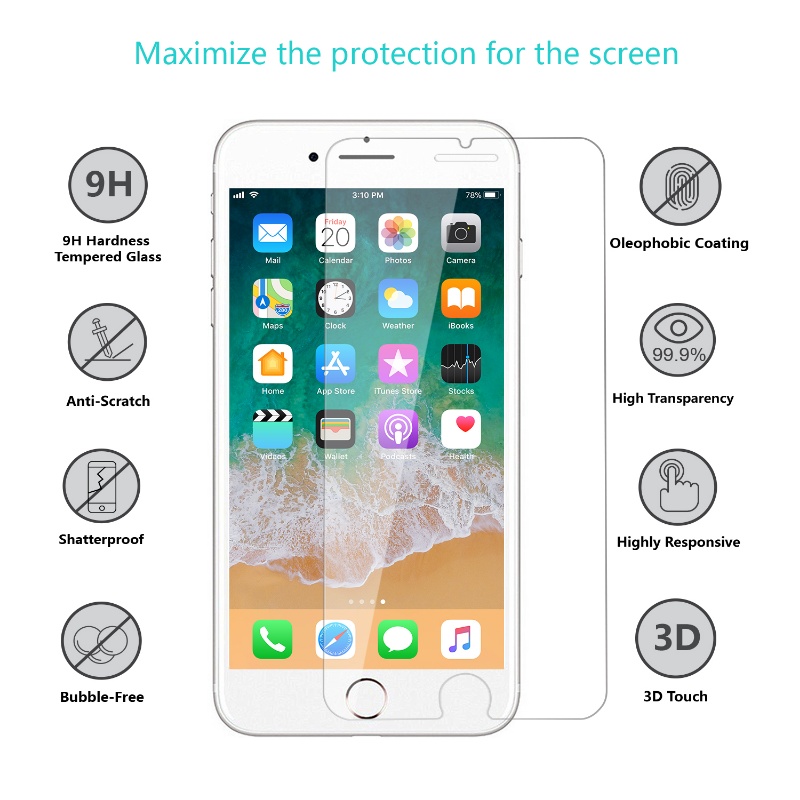 Maximize the protection for the screen
9H
9H Hardness
Tempered Glass
Anti-Scratch
Shatterproof
Bubble-Free
3:10 PM
78%
Mail
Friday
20
Calendar
Photos
Camera
Maps
280
Clock
Weather
iBooks
Home
App Store
iTunes Store
Stocks
Videos
Wallet
Podcasts
Health
Oleophobic Coating
99.9%
High Transparency
Highly Responsive
3D
3D Touch